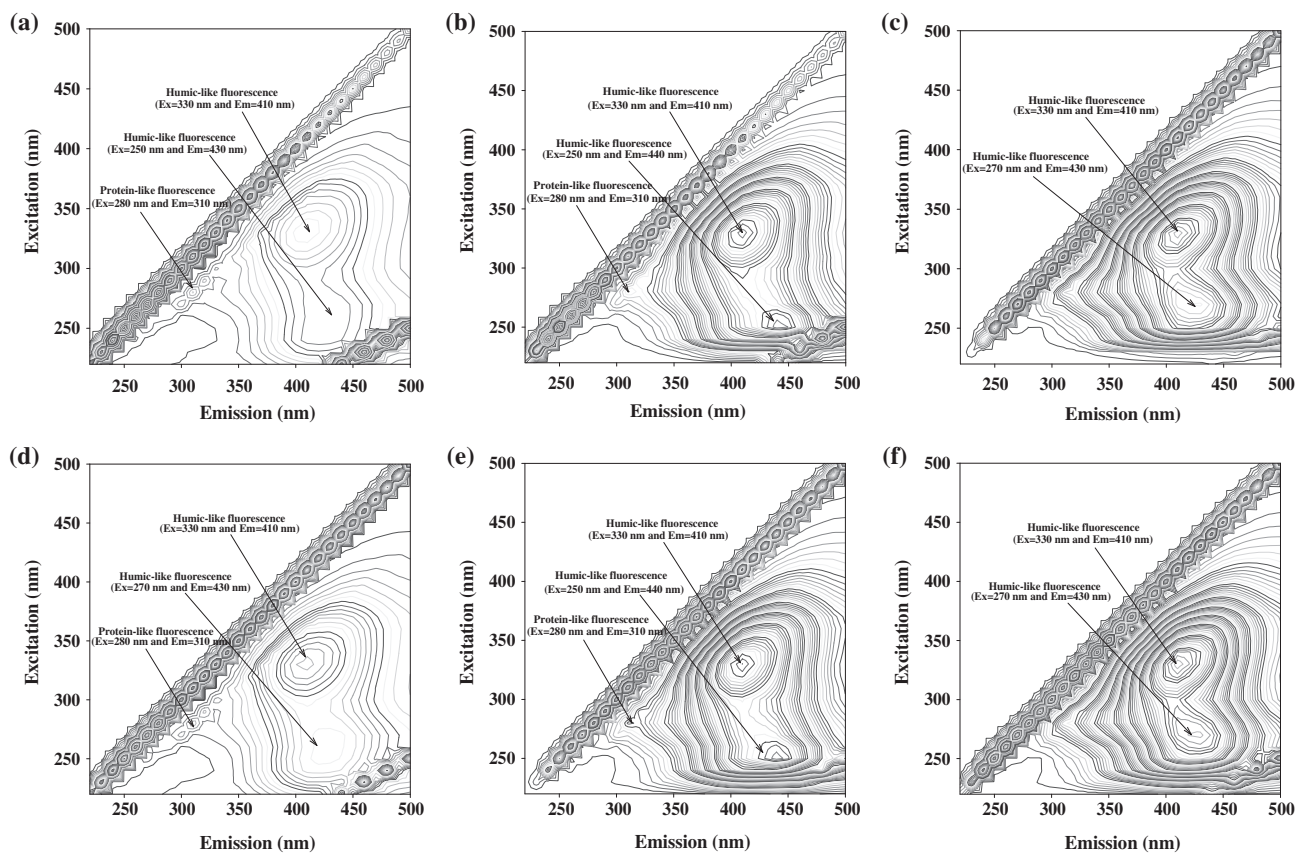 (a)
500
450
400
350
300
250
Excitation (nm)
Humic-like fluorescence
(Ex=330 nm and Em=410 nm)
Humic-like fluorescence
(Ex=250 nm and Em=430 nm)
Protein-like fluorescence
(Ex=280 nm and Em=310 nm)
250 300 350 400 450 500
Emission (nm)
(b)
500
450
400
350
300
250
Excitation (nm)
Humic-like fluorescence
(Ex=330 nm and Em=410 nm)
Humic-like fluorescence
(Ex=250 nm and Em=440 nm)
Protein-like fluorescence
(Ex=280 nm and Em=310 nm)
250 300 350 400 450 500
Emission (nm)
(c)
500
450
400
350
300
250
Excitation (nm)
Humic-like fluorescence
(Ex=330 nm and Em=410 nm)
Humic-like fluorescence
(Ex=270 nm and Em=430 nm)
250 300 350 400 450 500
Emission (nm)
(d)
500
450
400
350
300
250
Excitation (nm)
Humic-like fluorescence
(Ex=330 nm and Em=410 nm)
Humic-like fluorescence
(Ex=270 nm and Em=430 nm)
Protein-like fluorescence
(Ex=280 nm and Em=310 nm)
250 300 350 400 450 500
Emission (nm)
(e)
500
450
400
350
300
250
Excitation (nm)
Humic-like fluorescence
(Ex=330 nm and Em=410 nm)
Humic-like fluorescence
(Ex=250 nm and Em=440 nm)
Protein-like fluorescence
(Ex=280 nm and Em=310 nm)
250 300 350 400 450 500
Emission (nm)
(f)
500
450
400
350
300
250
Excitation (nm)
Humic-like fluorescence
(Ex=330 nm and Em=410 nm)
Humic-like fluorescence
(Ex=270 nm and Em=430 nm)
250 300 350 400 450 500
Emission (nm)